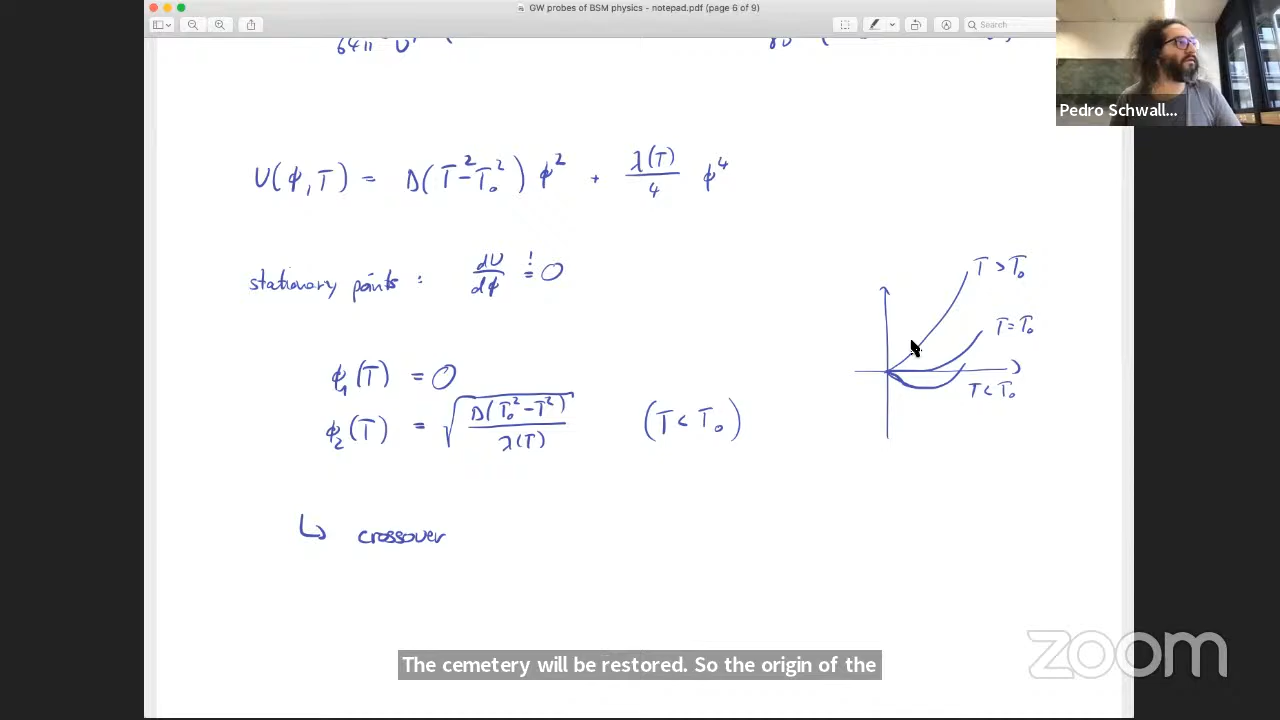 GW probes of BSM physics - notepad.pdf (page 6 of 9)
Search
Pedro Schwall...
U(ϕ,T) = D(T²-T₀²) ϕ² + λ(T)/4 ϕ⁴
stationary points : dU/dϕ =! 0
T > T₀
T = T₀
T < T₀
ϕ₁(T) = 0
ϕ₂(T) = √(D(T₀²-T²)/λ(T)) (T < T₀)
↳ crossover
The cemetery will be restored. So the origin of the
zoom